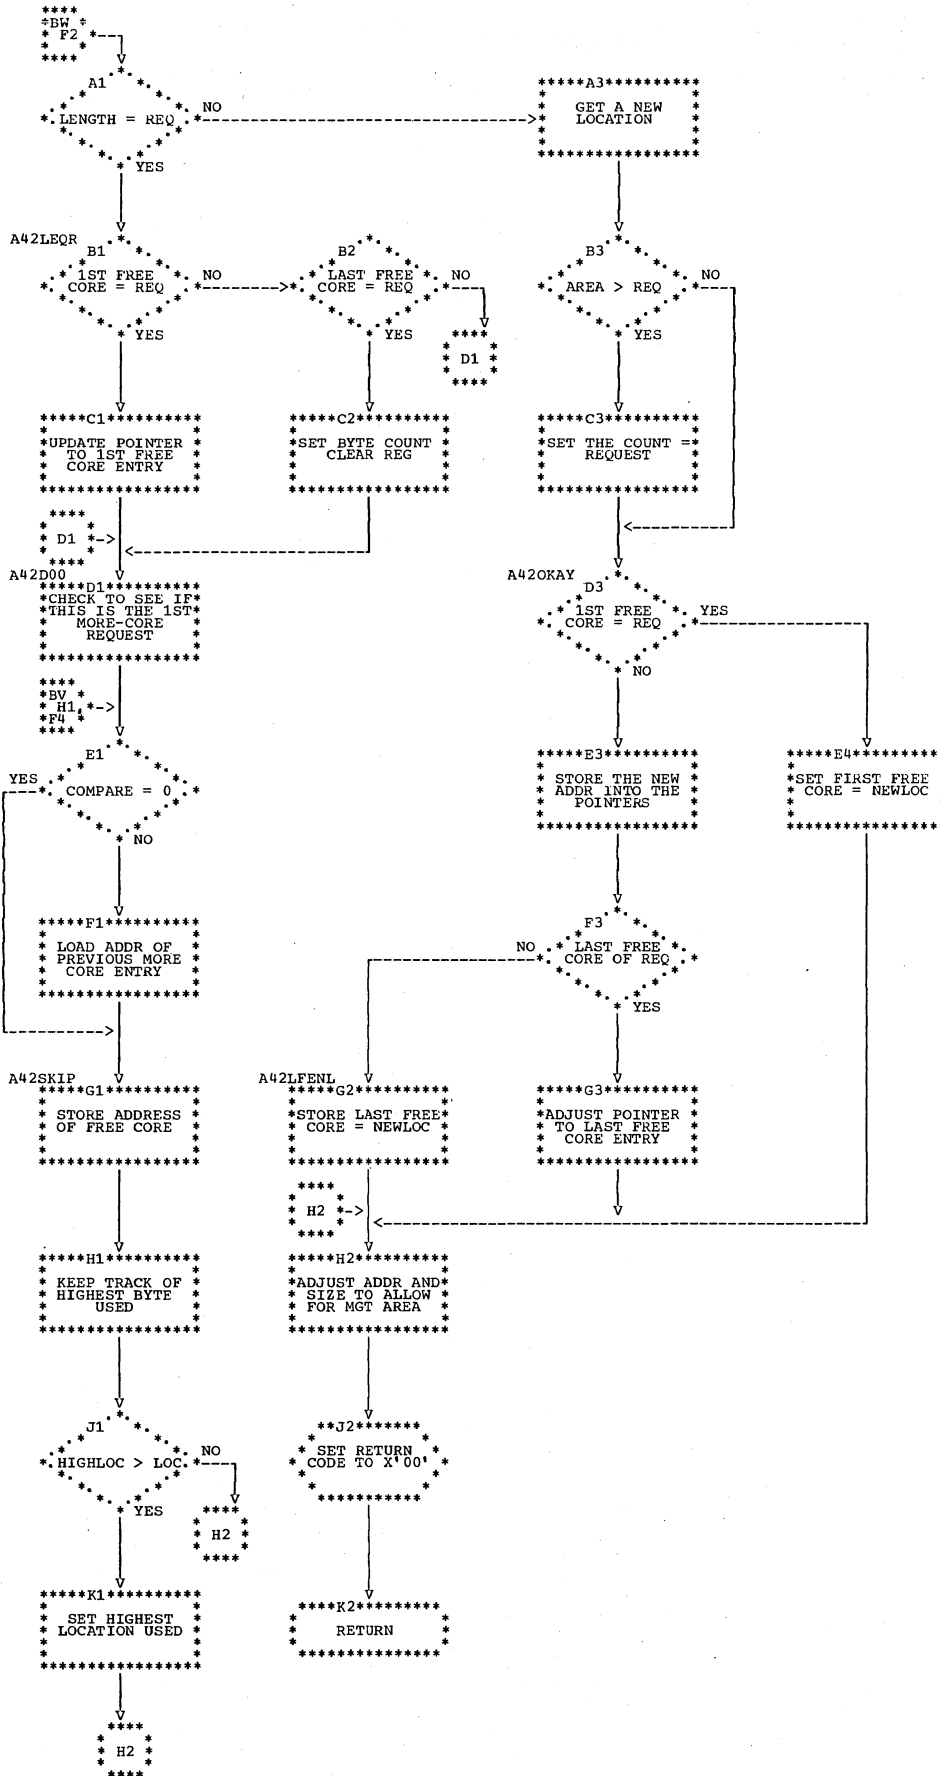 BW
F2
A1
LENGTH = REQ
NO
YES
A3
GET A NEW
LOCATION
A42LEQR
B1
1ST FREE
CORE = REQ
NO
YES
B2
LAST FREE
CORE = REQ
NO
YES
D1
B3
AREA > REQ
NO
YES
C1
UPDATE POINTER
TO 1ST FREE
CORE ENTRY
C2
SET BYTE COUNT
CLEAR REG
C3
SET THE COUNT =
REQUEST
D1
A42D00
D1
CHECK TO SEE IF
THIS IS THE 1ST
MORE-CORE
REQUEST
A42OKAY
D3
1ST FREE
CORE = REQ
YES
NO
BV
H1,
F4
E1
YES
COMPARE = 0
NO
E3
STORE THE NEW
ADDR INTO THE
POINTERS
E4
SET FIRST FREE
CORE = NEWLOC
F1
LOAD ADDR OF
PREVIOUS MORE
CORE ENTRY
F3
NO
LAST FREE
CORE OF REQ
YES
A42SKIP
G1
STORE ADDRESS
OF FREE CORE
A42LFENL
G2
STORE LAST FREE
CORE = NEWLOC
G3
ADJUST POINTER
TO LAST FREE
CORE ENTRY
H2
H1
KEEP TRACK OF
HIGHEST BYTE
USED
H2
ADJUST ADDR AND
SIZE TO ALLOW
FOR MGT AREA
J1
HIGHLOC > LOC
NO
YES
H2
J2
SET RETURN
CODE TO X'00'
K1
SET HIGHEST
LOCATION USED
K2
RETURN
H2